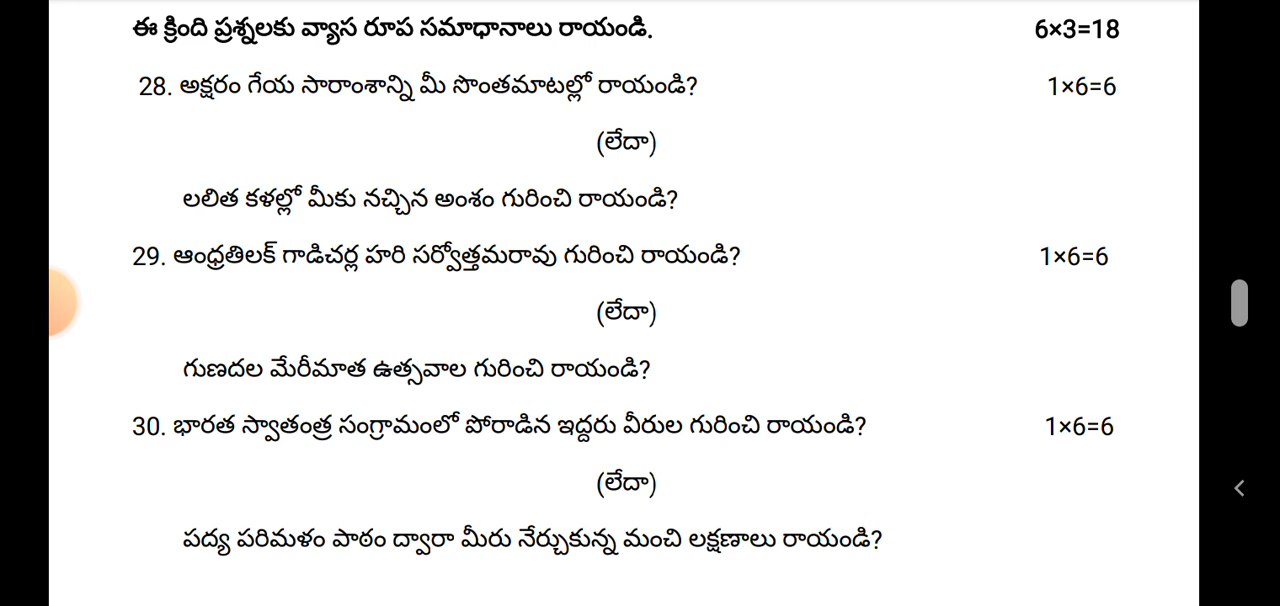 ఈ క్రింది ప్రశ్నలకు వ్యాస రూప సమాధానాలు రాయండి. 6×3=18
28. అక్షరం గేయ సారాంశాన్ని మీ సొంతమాటల్లో రాయండి? 1×6=6
(లేదా)
లలిత కళల్లో మీకు నచ్చిన అంశం గురించి రాయండి?
29. ఆంధ్రతిలక్ గాడిచర్ల హరి సర్వోత్తమరావు గురించి రాయండి? 1×6=6
(లేదా)
గుణదల మేరీమాత ఉత్సవాల గురించి రాయండి?
30. భారత స్వాతంత్ర సంగ్రామంలో పోరాడిన ఇద్దరు వీరుల గురించి రాయండి? 1×6=6
(లేదా)
పద్య పరిమళం పాఠం ద్వారా మీరు నేర్చుకున్న మంచి లక్షణాలు రాయండి?